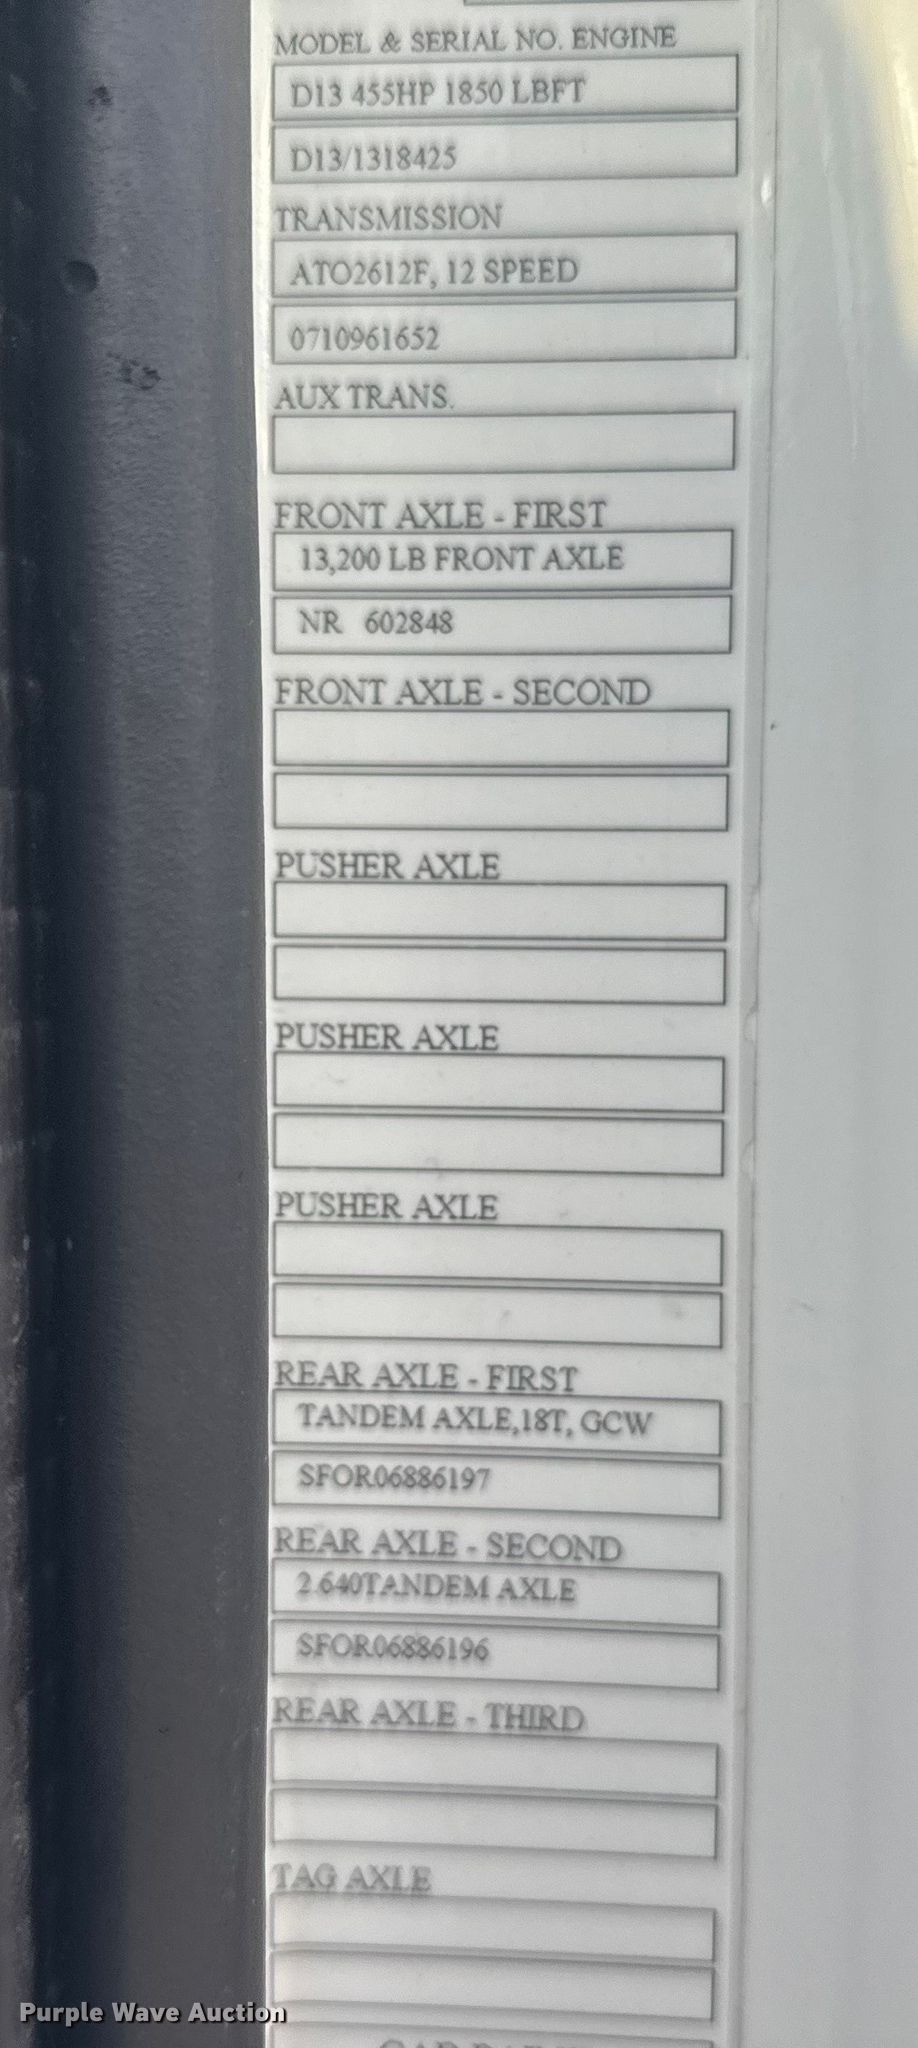 MODEL & SERIAL NO. ENGINE
D13 455HP 1850 LBFT
D13/1318425
TRANSMISSION
ATO2612F, 12 SPEED
0710961652
AUX TRANS.
FRONT AXLE - FIRST
13,200 LB FRONT AXLE
NR 602848
FRONT AXLE - SECOND
PUSHER AXLE
PUSHER AXLE
PUSHER AXLE
REAR AXLE - FIRST
TANDEM AXLE,18T, GCW
SFOR06886197
REAR AXLE - SECOND
2.640TANDEM AXLE
SFOR06886196
REAR AXLE - THIRD
TAG AXLE
Purple Wave Auction